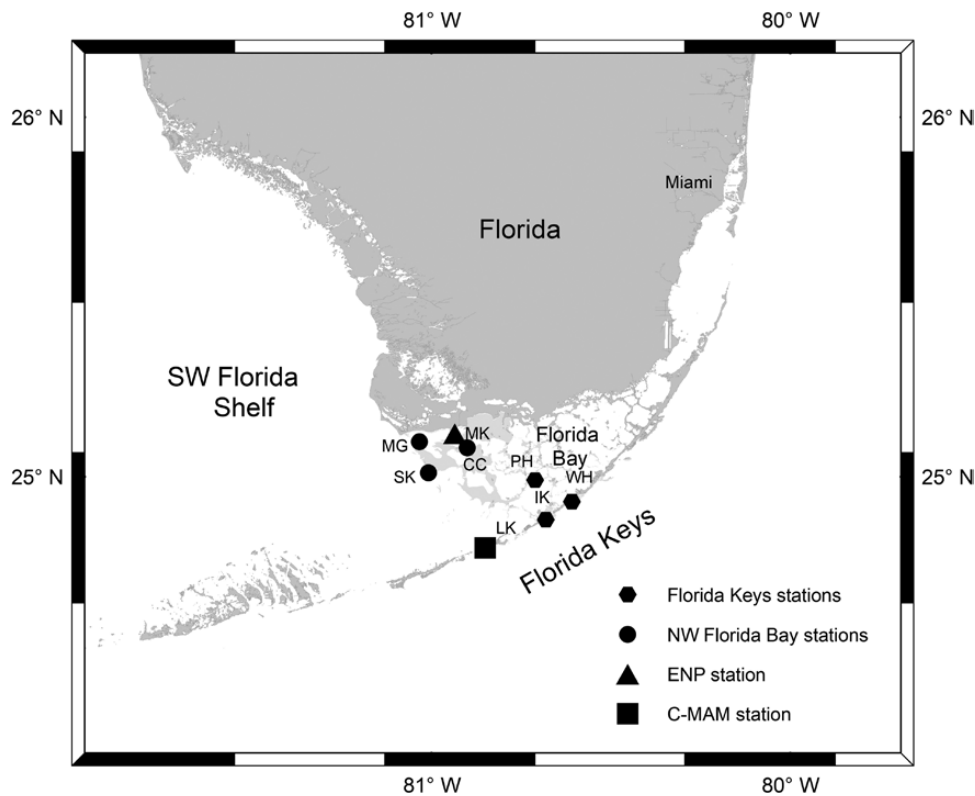 81° W
80° W
26° N
26° N
Miami
Florida
SW Florida
Shelf
MG
MK
CC
SK
Florida
Bay
PH
WH
IK
LK
25° N
25° N
Florida Keys
Florida Keys stations
NW Florida Bay stations
ENP station
C-MAM station
81° W
80° W